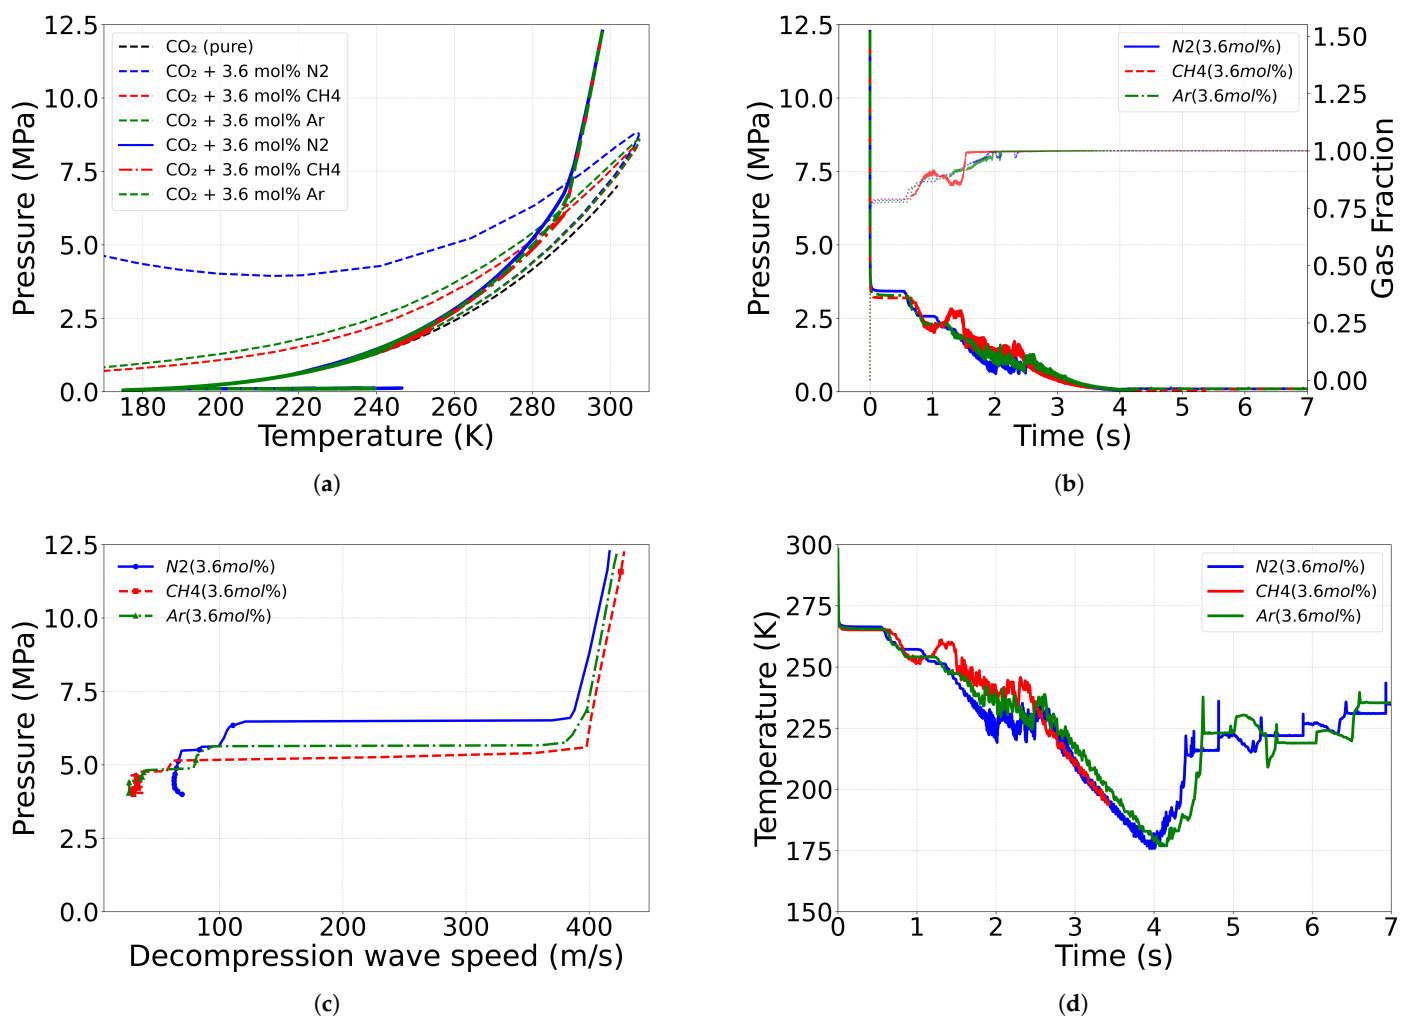 12.5
10.0
7.5
5.0
2.5
0.0
Pressure (MPa)
CO₂ (pure)
CO₂ + 3.6 mol% N2
CO₂ + 3.6 mol% CH4
CO₂ + 3.6 mol% Ar
CO₂ + 3.6 mol% N2
CO₂ + 3.6 mol% CH4
CO₂ + 3.6 mol% Ar
180 200 220 240 260 280 300
Temperature (K)
(a)
12.5
10.0
7.5
5.0
2.5
0.0
Pressure (MPa)
N2(3.6mol%)
CH4(3.6mol%)
Ar(3.6mol%)
1.50
1.25
1.00
0.75
0.50
0.25
0.00
Gas Fraction
0 1 2 3 4 5 6 7
Time (s)
(b)
12.5
10.0
7.5
5.0
2.5
0.0
Pressure (MPa)
N2(3.6mol%)
CH4(3.6mol%)
Ar(3.6mol%)
100 200 300 400
Decompression wave speed (m/s)
(c)
300
275
250
225
200
175
150
Temperature (K)
N2(3.6mol%)
CH4(3.6mol%)
Ar(3.6mol%)
0 1 2 3 4 5 6 7
Time (s)
(d)